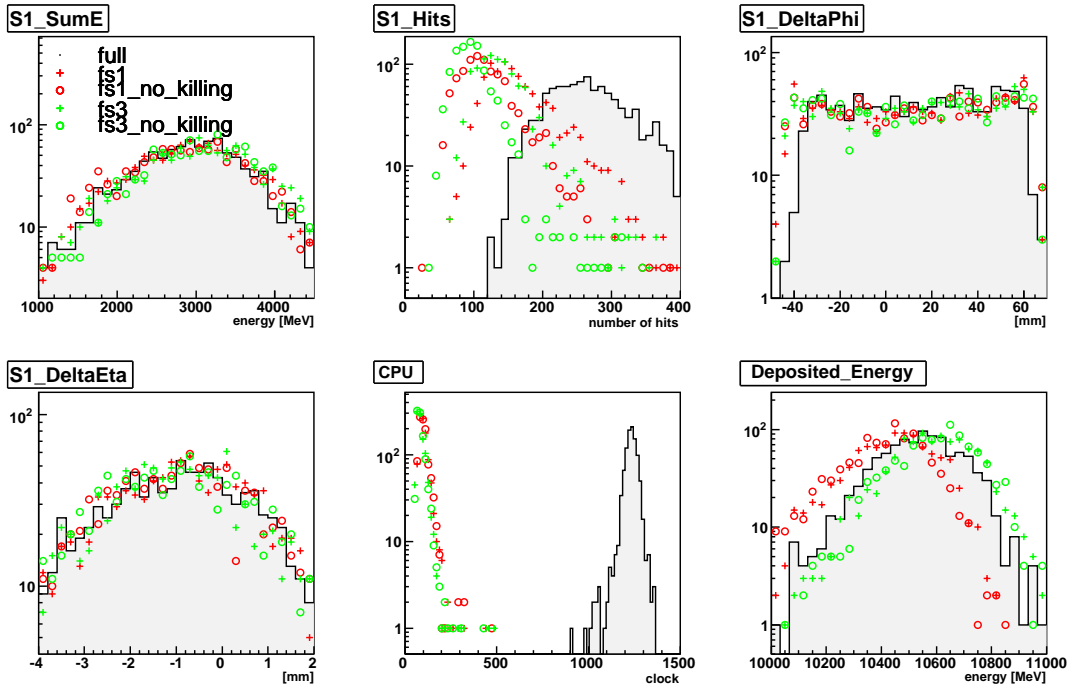 S1_SumE
S1_Hits
S1_DeltaPhi
full
fs1
fs1_no_killing
fs3
fs3_no_killing
10²
10
1000 2000 3000 4000
energy [MeV]
10²
10
1
0 100 200 300 400
number of hits
10²
10
1
-40 -20 0 20 40 60
[mm]
S1_DeltaEta
CPU
Deposited_Energy
10²
10
-4 -3 -2 -1 0 1 2
[mm]
10²
10
1
0 500 1000 1500
clock
10²
10
1
10000 10200 10400 10600 10800 11000
energy [MeV]